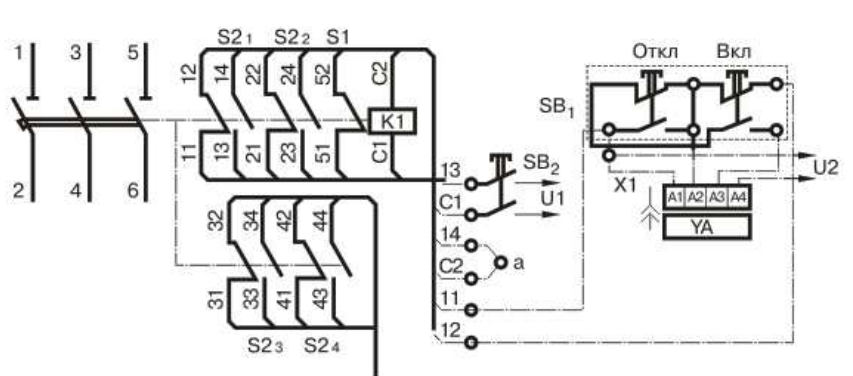 1 3 5
S2₁ S2₂ S1
12 14 22 24 52 C2
K1
11 13 21 23 51 C1
2 4 6
32 34 42 44
31 33 41 43
S2₃ S2₄
13
C1
14
C2
11
12
SB₂
U1
a
Откл Вкл
SB₁
X1
U2
A1 A2 A3 A4
YA